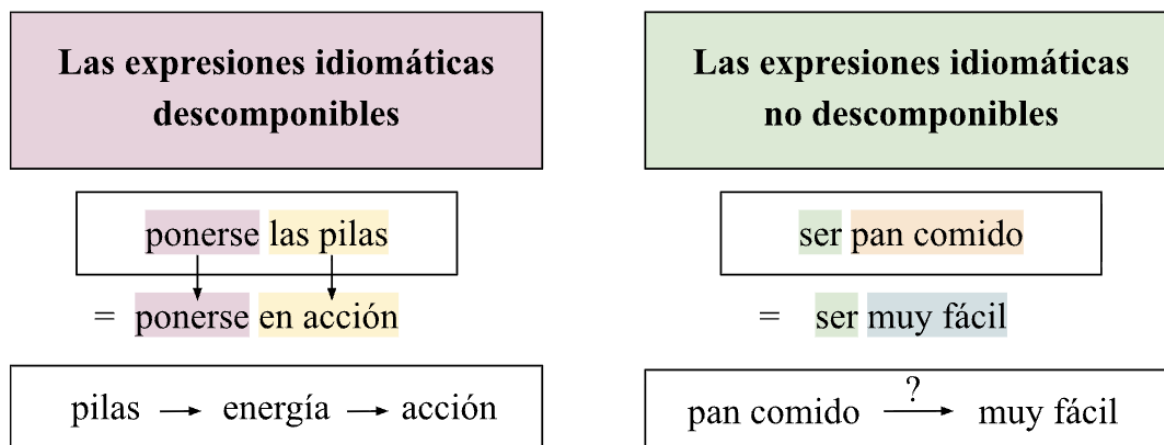 Las expresiones idiomáticas
descomponibles
ponerse las pilas
= ponerse en acción
pilas → energía → acción
Las expresiones idiomáticas
no descomponibles
ser pan comido
= ser muy fácil
?
pan comido → muy fácil